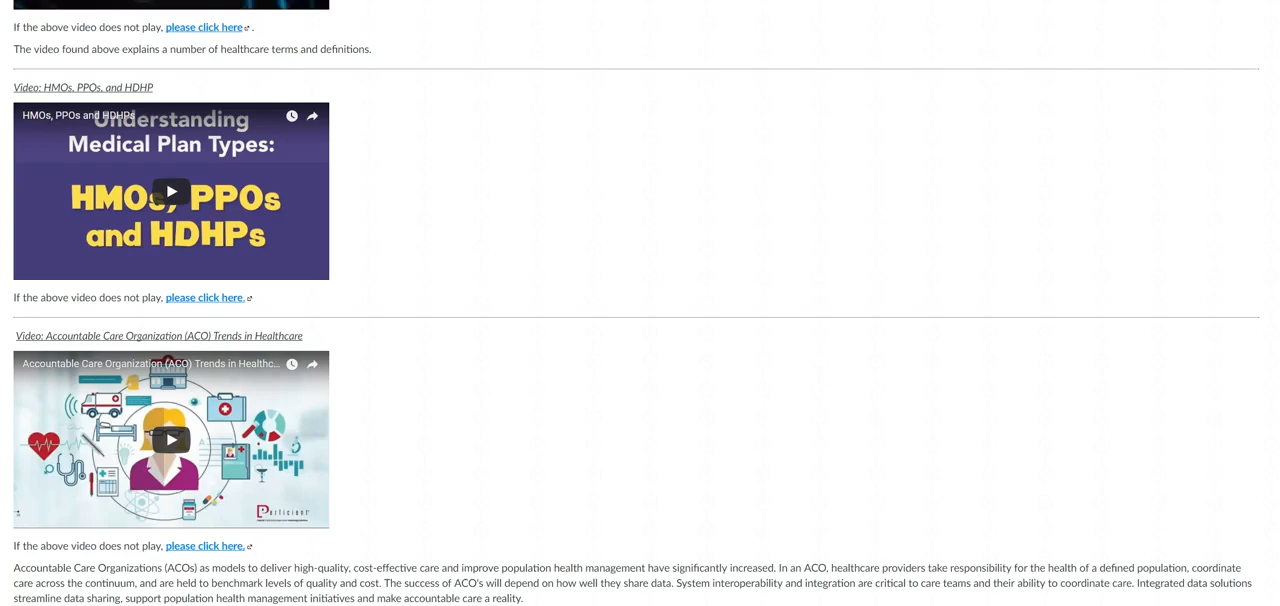 If the above video does not play, please click here .
The video found above explains a number of healthcare terms and definitions.
Video: HMOs, PPOs, and HDHP
HMOs, PPOs and HDHPs
Understanding
Medical Plan Types:
HMOs, PPOs
and HDHPs
If the above video does not play, please click here.
Video: Accountable Care Organization (ACO) Trends in Healthcare
Accountable Care Organization (ACO) Trends in Healthc...
Perficient
If the above video does not play, please click here.
Accountable Care Organizations (ACOs) as models to deliver high-quality, cost-effective care and improve population health management have significantly increased. In an ACO, healthcare providers take responsibility for the health of a defined population, coordinate
care across the continuum, and are held to benchmark levels of quality and cost. The success of ACO's will depend on how well they share data. System interoperability and integration are critical to care teams and their ability to coordinate care. Integrated data solutions
streamline data sharing, support population health management initiatives and make accountable care a reality.